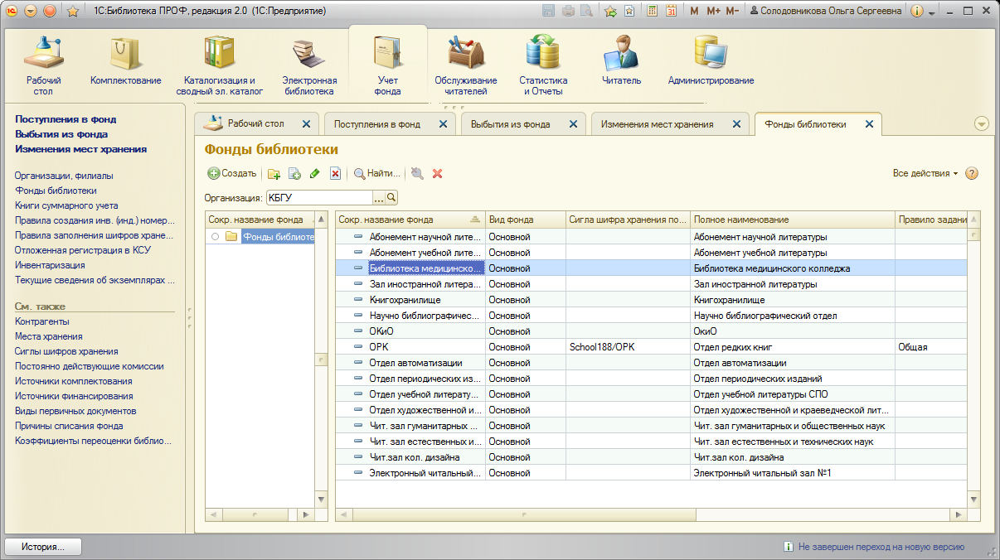 1С:Библиотека ПРОФ, редакция 2.0 (1С:Предприятие)
M M+ M- Солодовникова Ольга Сергеевна
Рабочий стол
Комплектование
Каталогизация и сводный эл. каталог
Электронная библиотека
Учет фонда
Обслуживание читателей
Статистика и Отчеты
Читатель
Администрирование
Поступления в фонд
Выбытия из фонда
Изменения мест хранения
Организации, филиалы
Фонды библиотеки
Книги суммарного учета
Правила создания инв. (инд.) номер...
Правила заполнения шифров хране...
Отложенная регистрация в КСУ
Инвентаризация
Текущие сведения об экземплярах ...
См. также
Контрагенты
Места хранения
Сиглы шифров хранения
Постоянно действующие комиссии
Источники комплектования
Источники финансирования
Виды первичных документов
Причины списания фонда
Коэффициенты переоценки библио...
Рабочий стол
Поступления в фонд
Выбытия из фонда
Изменения мест хранения
Фонды библиотеки
Фонды библиотеки
Создать Найти... Все действия
Организация: КБГУ
Сокр. название фонда
Фонды библиоте
Сокр. название фонда Вид фонда Сигла шифра хранения по... Полное наименование Правило задани
Абонемент научной лите... Основной Абонемент научной литературы
Абонемент учебной лите... Основной Абонемент учебной литературы
Библиотека медицинско... Основной Библиотека медицинского колледжа
Зал иностранной литера... Основной Зал иностранной литературы
Книгохранилище Основной Книгохранилище
Научно библиографичес... Основной Научно библиографический отдел
ОКиО Основной ОкиО
ОРК Основной School188/ОРК Отдел редких книг Общая
Отдел автоматизации Основной Отдел автоматизации
Отдел периодических из... Основной Отдел периодических изданий
Отдел учебной литерату... Основной Отдел учебной литературы СПО
Отдел художественной и... Основной Отдел художественной и краеведческой лит...
Чит. зал гуманитарных ... Основной Чит. зал гуманитарных и общественных наук
Чит. зал естественных и... Основной Чит. зал естественных и технических наук
Чит.зал кол. дизайна Основной Чит.зал кол. дизайна
Электронный читальный... Основной Электронный читальный зал №1
История...
Не завершен переход на новую версию